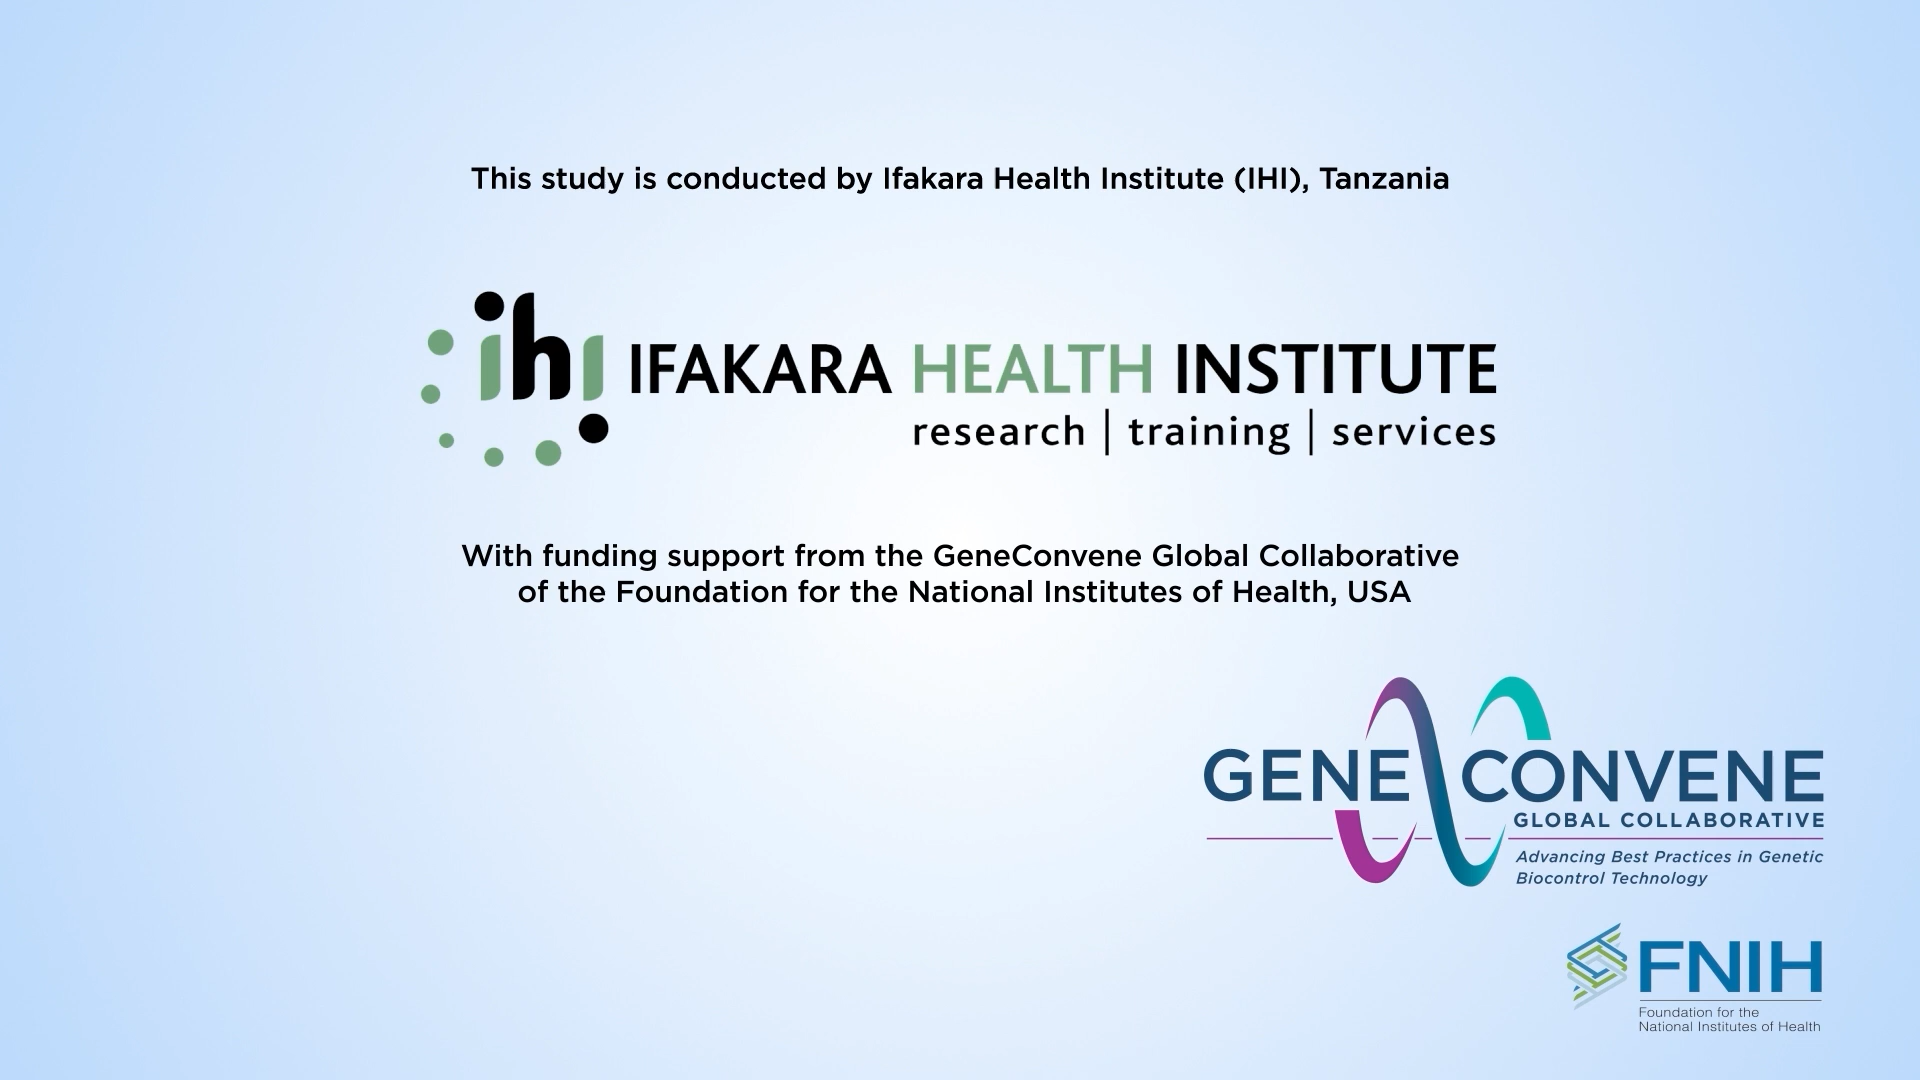 This study is conducted by Ifakara Health Institute (IHI), Tanzania
ihi IFAKARA HEALTH INSTITUTE
research | training | services
With funding support from the GeneConvene Global Collaborative
of the Foundation for the National Institutes of Health, USA
GENE CONVENE
GLOBAL COLLABORATIVE
Advancing Best Practices in Genetic
Biocontrol Technology
FNIH
Foundation for the
National Institutes of Health